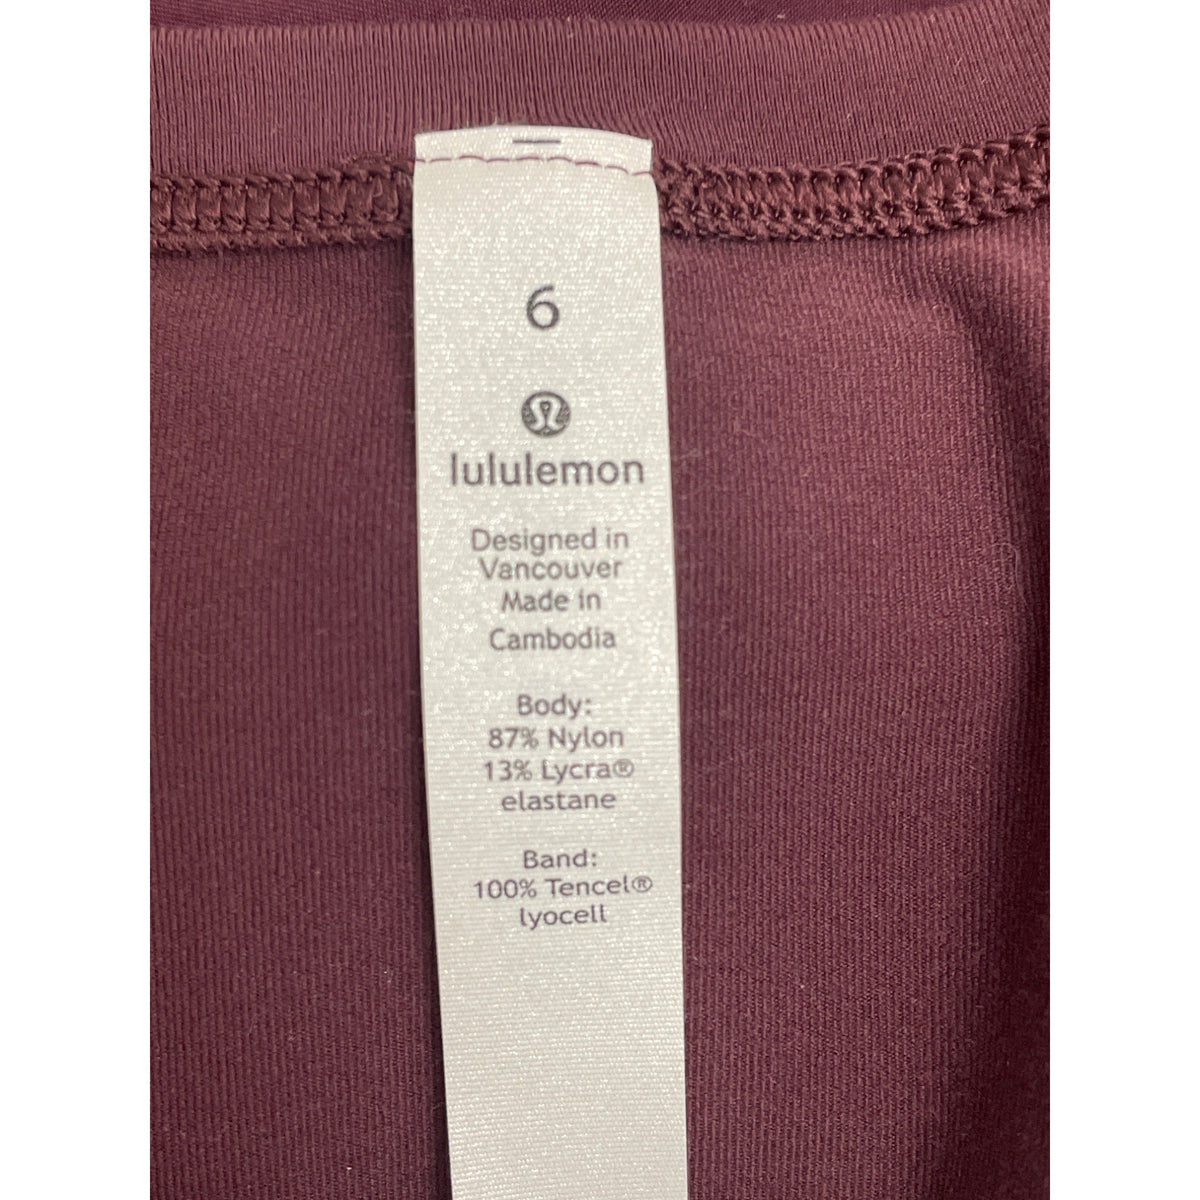 6
lululemon
Designed in
Vancouver
Made in
Cambodia
Body:
87% Nylon
13% Lycra®
elastane
Band:
100% Tencel®
lyocell